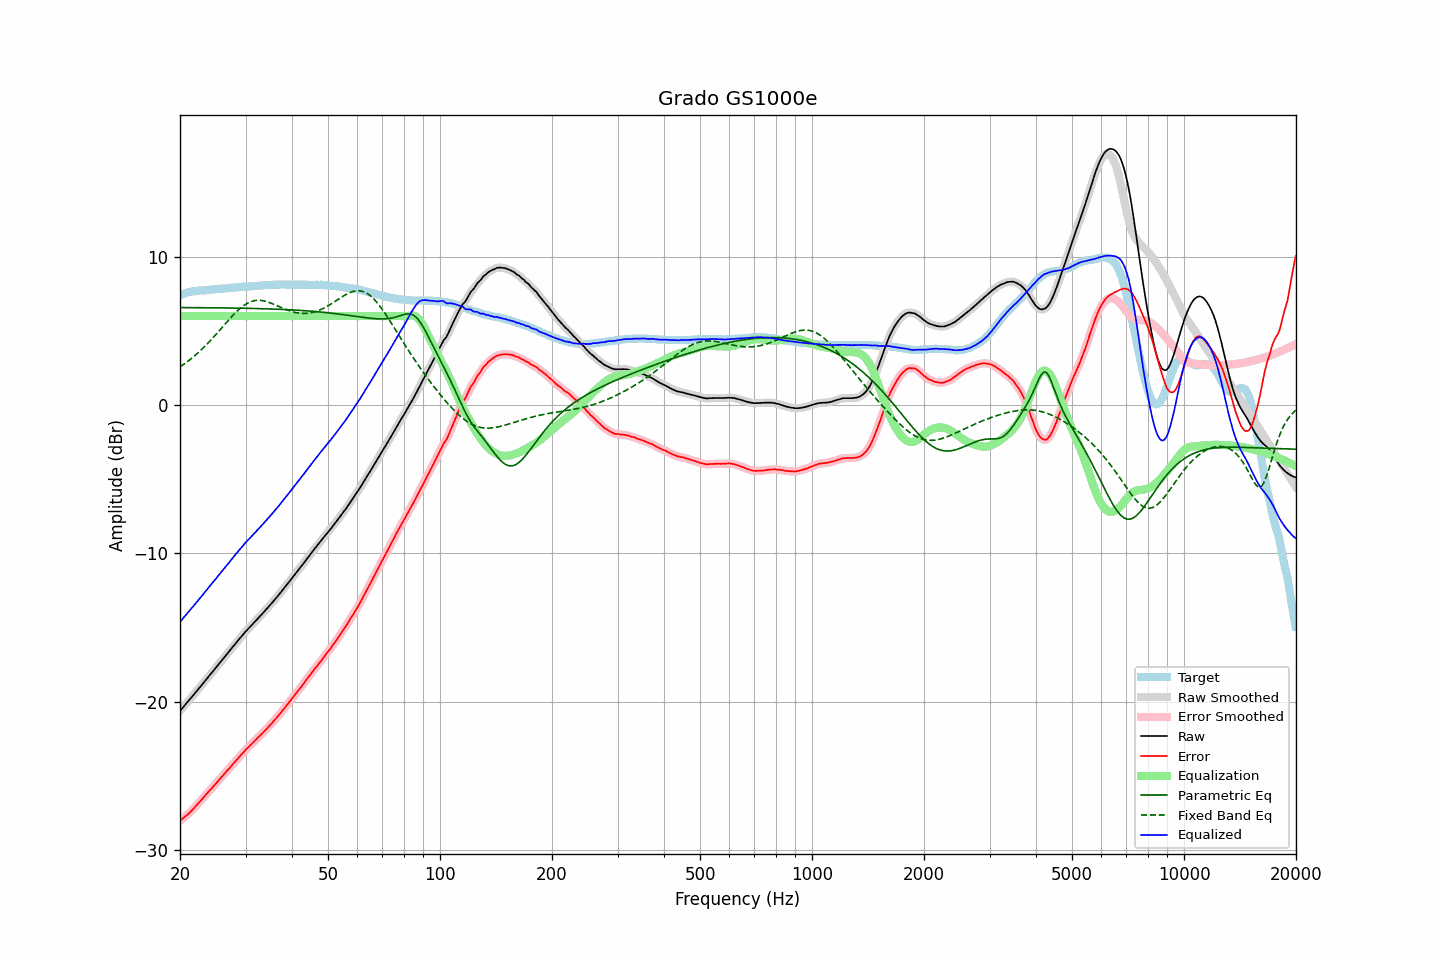 Grado GS1000e
Amplitude (dBr)
10
0
−10
−20
−30
20 50 100 200 500 1000 2000 5000 10000 20000
Frequency (Hz)
Target
Raw Smoothed
Error Smoothed
Raw
Error
Equalization
Parametric Eq
Fixed Band Eq
Equalized